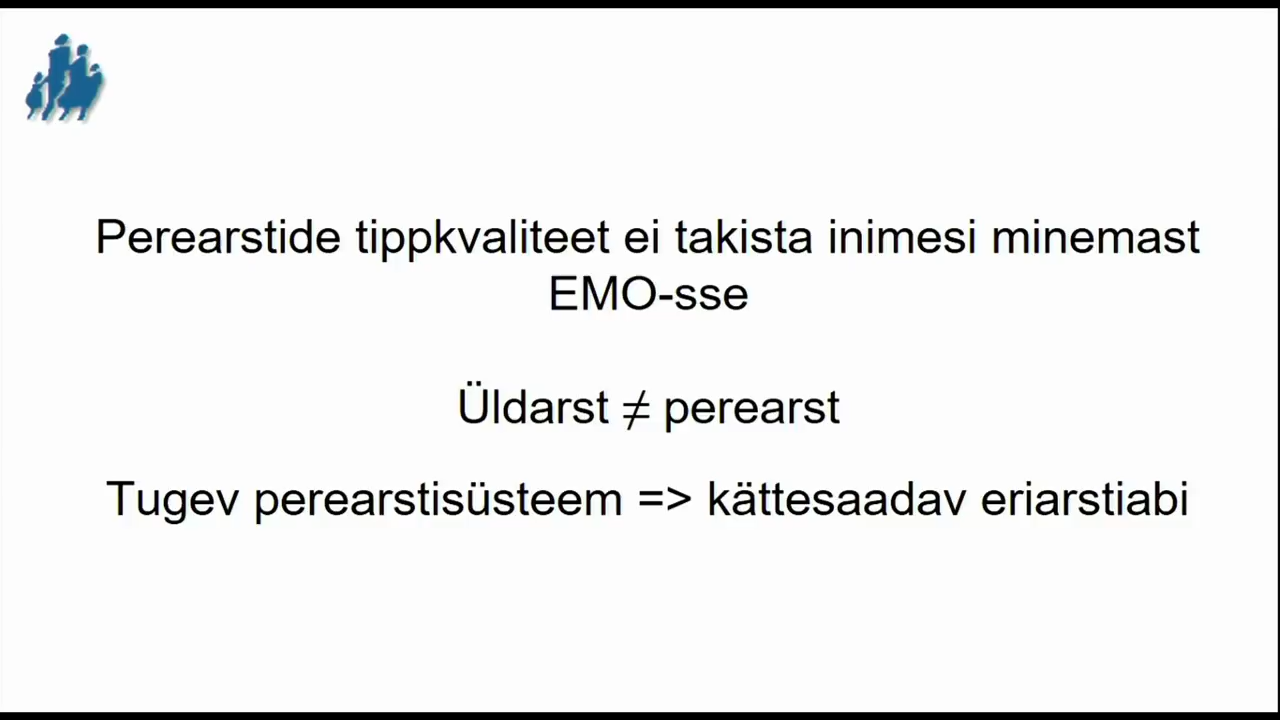 Perearstide tippkvaliteet ei takista inimesi minemast
EMO-sse
Üldarst ≠ perearst
Tugev perearstisüsteem => kättesaadav eriarstiabi